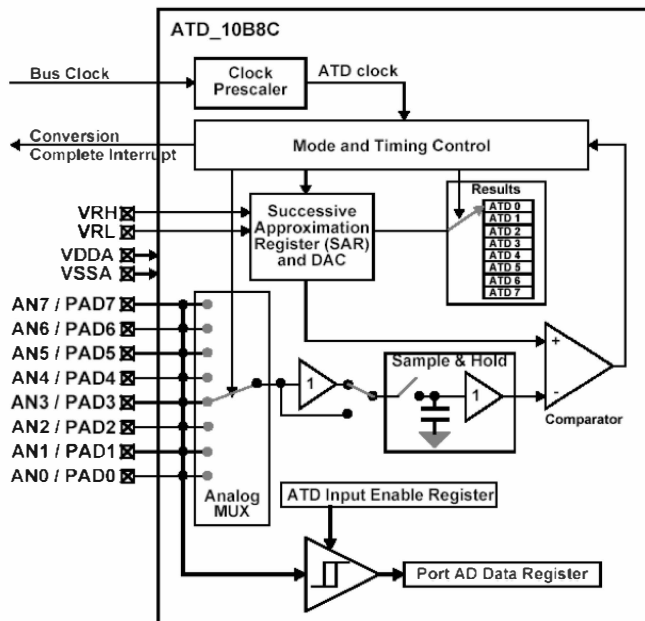 ATD_10B8C
Bus Clock
Clock
Prescaler
ATD clock
Conversion
Complete Interrupt
Mode and Timing Control
VRH
VRL
VDDA
VSSA
Successive
Approximation
Register (SAR)
and DAC
Results
ATD 0
ATD 1
ATD 2
ATD 3
ATD 4
ATD 5
ATD 6
ATD 7
AN7 / PAD7
AN6 / PAD6
AN5 / PAD5
AN4 / PAD4
AN3 / PAD3
AN2 / PAD2
AN1 / PAD1
AN0 / PAD0
Analog
MUX
1
Sample & Hold
1
+
-
Comparator
ATD Input Enable Register
Port AD Data Register